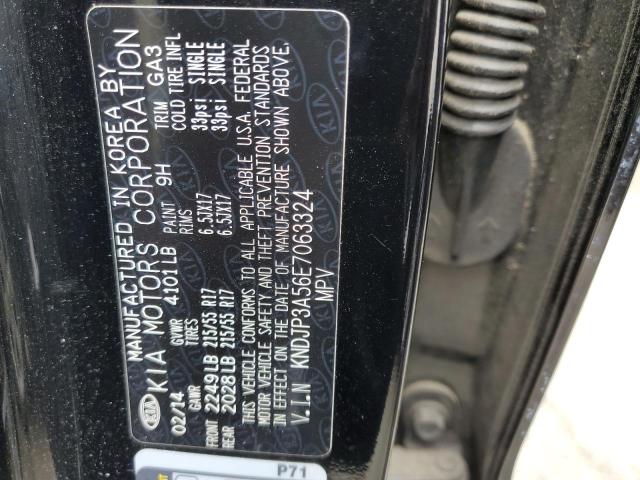 MANUFACTURED IN KOREA BY
KIA KIA MOTORS CORPORATION
02/14 GVWR 4101 LB PAINT 9H TRIM GA3
GAWR TIRES RIMS COLD TIRE INFL
FRONT 2249LB 215/55 R17 6.5JX17 33psi SINGLE
REAR 2028LB 215/55 R17 6.5JX17 33psi SINGLE
THIS VEHICLE CONFORMS TO ALL APPLICABLE U.S.A. FEDERAL
MOTOR VEHICLE SAFETY AND THEFT PREVENTION STANDARDS
IN EFFECT ON THE DATE OF MANUFACTURE SHOWN ABOVE.
V.I.N KNDJP3A56E7063324
MPV
P71